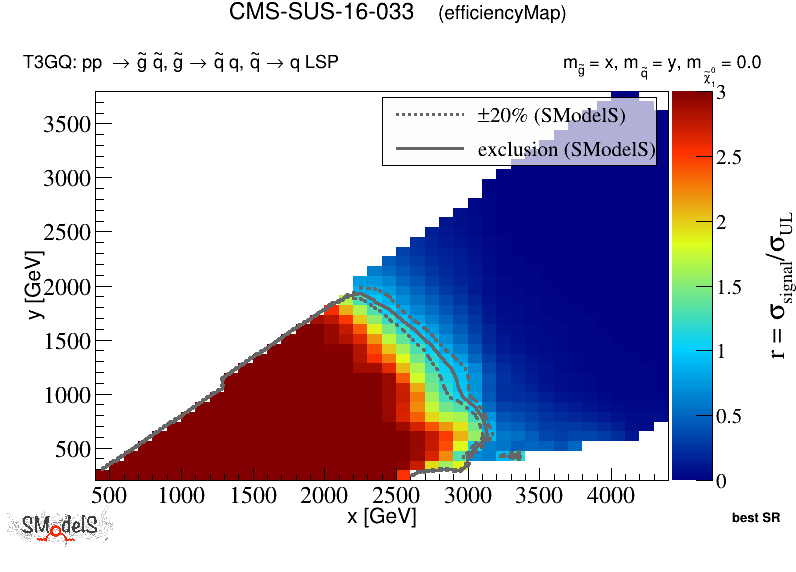 CMS-SUS-16-033 (efficiencyMap)
T3GQ: pp → g̃ q̃, g̃ → q̃ q, q̃ → q LSP m_g̃ = x, m_q̃ = y, m_χ̃₁⁰ = 0.0
±20% (SModelS)
exclusion (SModelS)
y [GeV]
3500
3000
2500
2000
1500
1000
500
500 1000 1500 2000 2500 3000 3500 4000
x [GeV]
3
2.5
2
1.5
1
0.5
0
r = σ_signal/σ_UL
SModelS
best SR